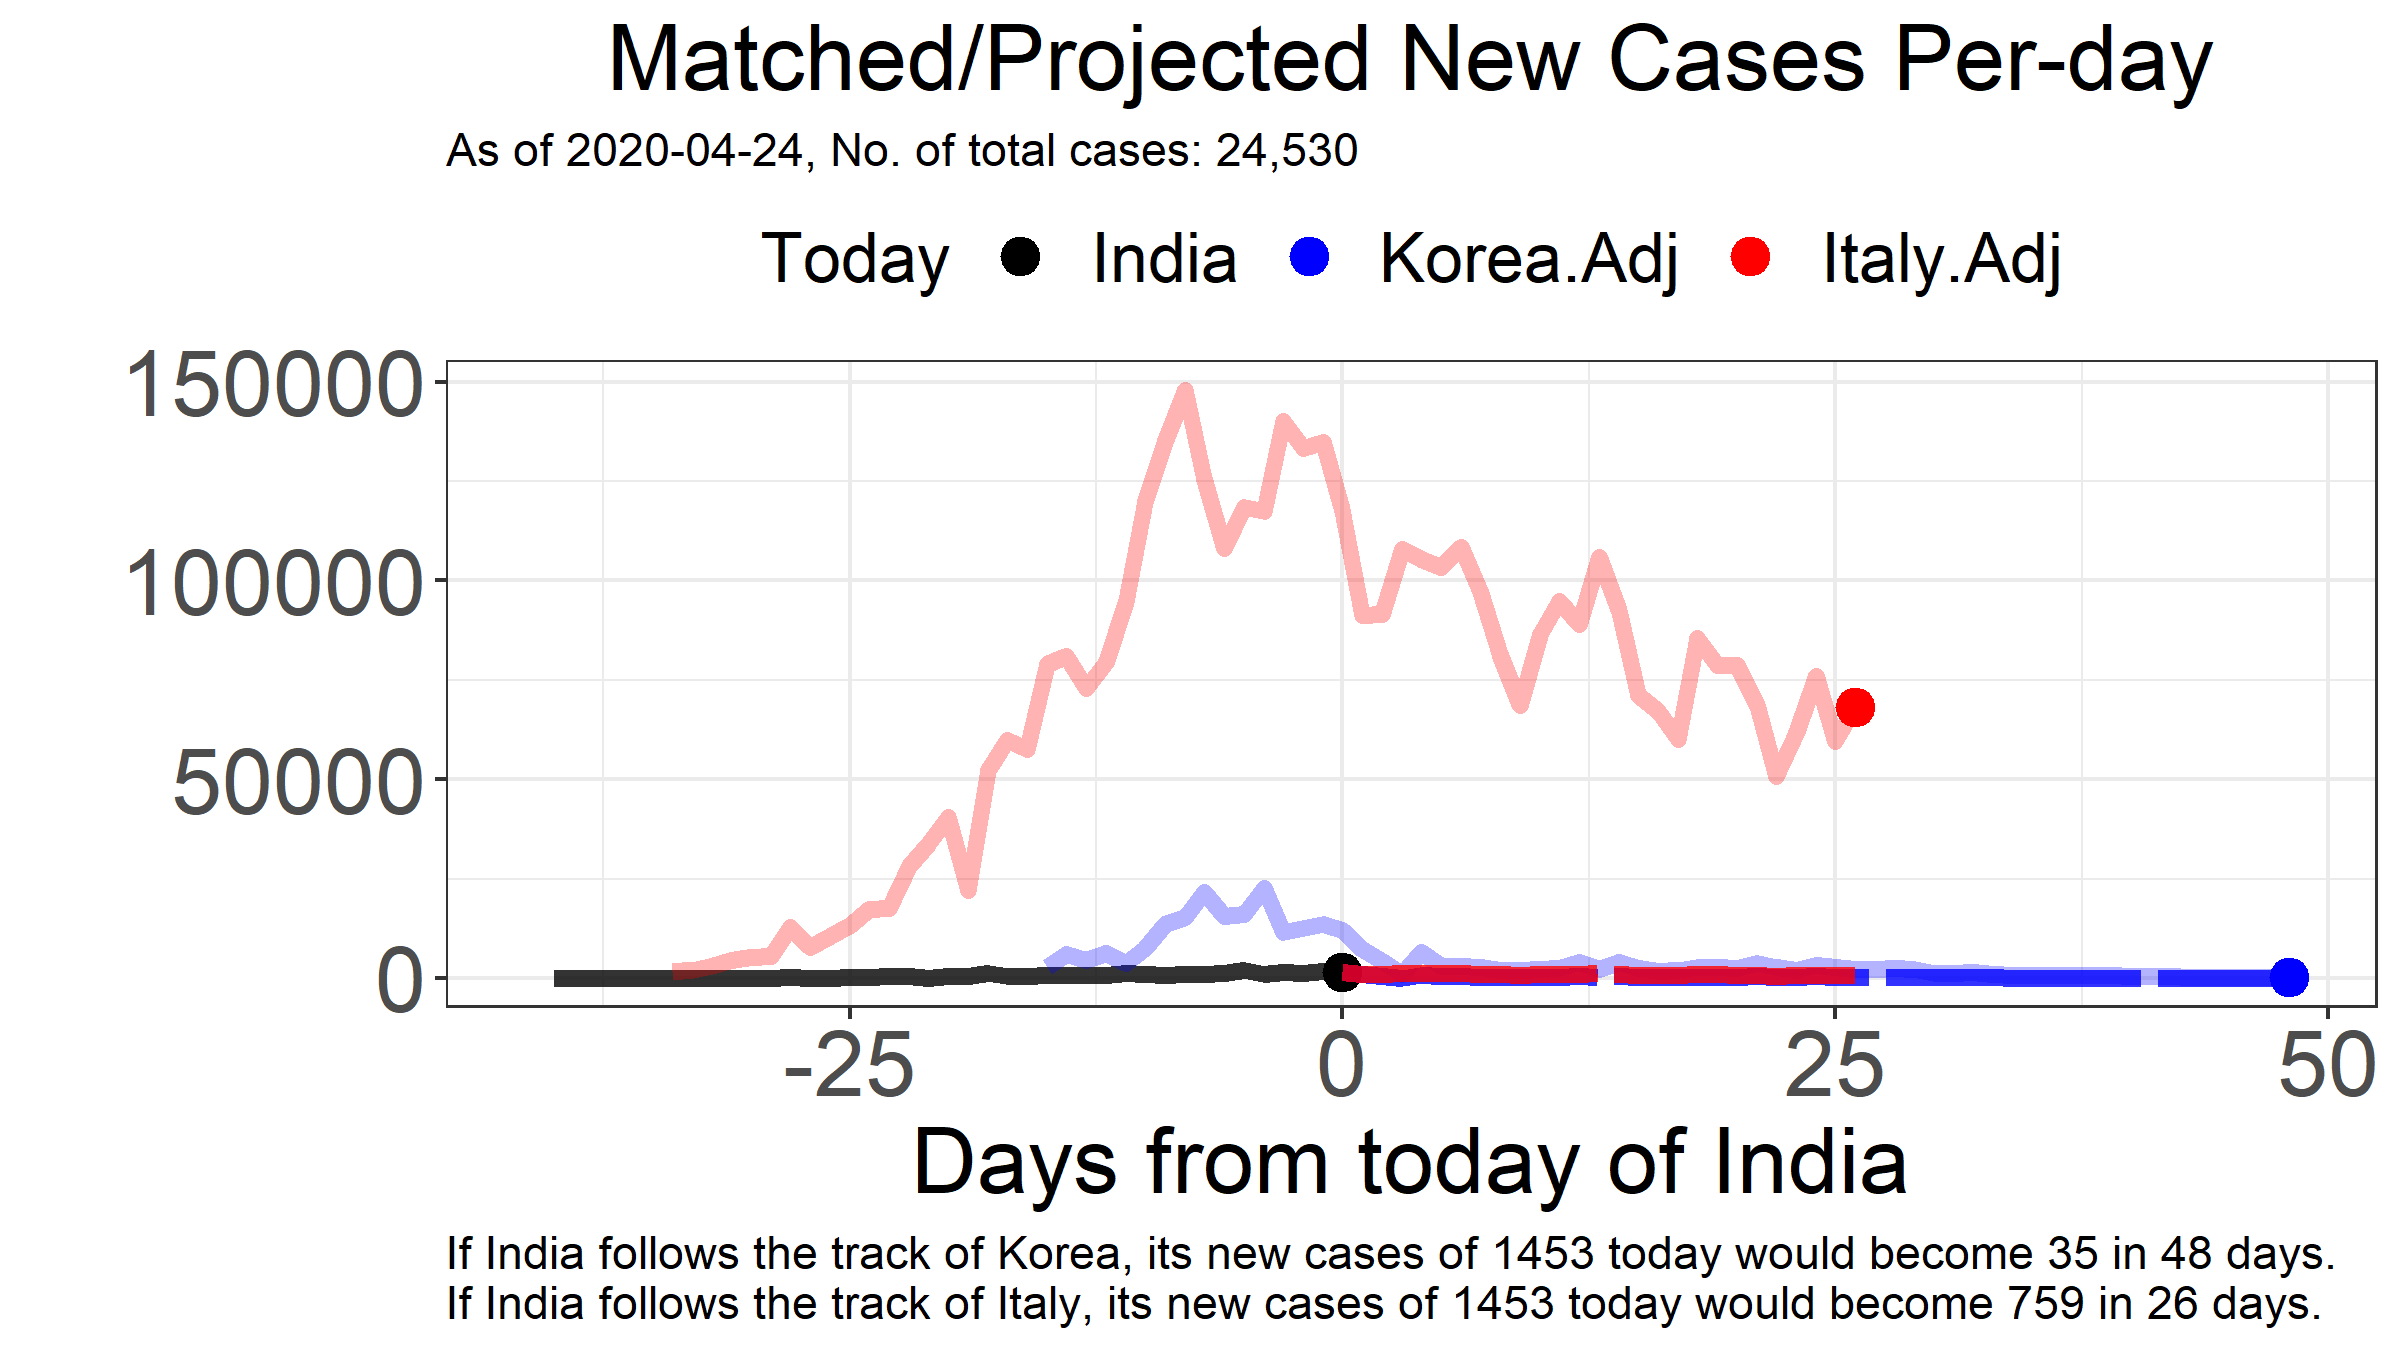 Matched/Projected New Cases Per-day
As of 2020-04-24, No. of total cases: 24,530
Today India Korea.Adj Italy.Adj
150000
100000
50000
0
-25 0 25 50
Days from today of India
If India follows the track of Korea, its new cases of 1453 today would become 35 in 48 days.
If India follows the track of Italy, its new cases of 1453 today would become 759 in 26 days.